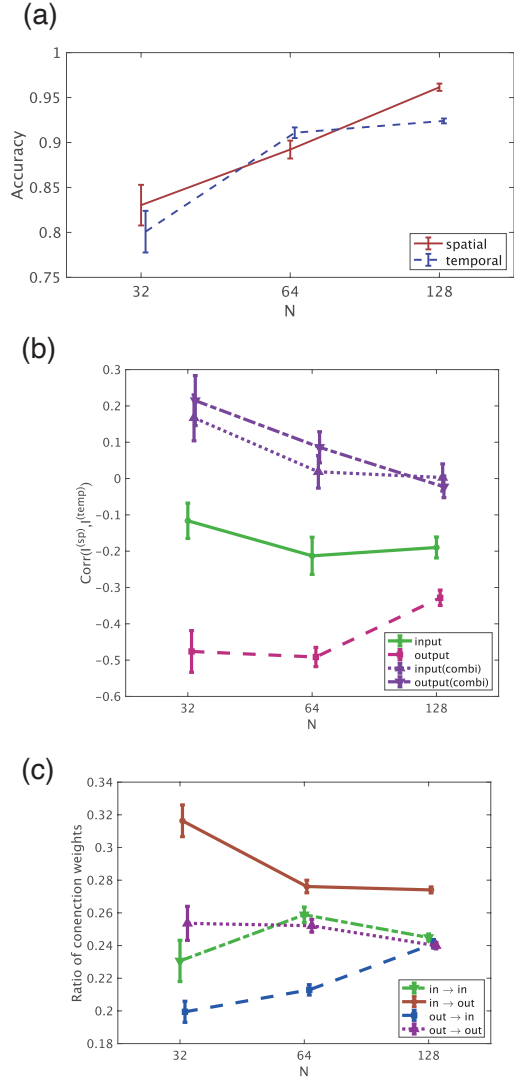 (a)
1
0.95
0.9
0.85
0.8
0.75
Accuracy
32
64
128
N
spatial
temporal
(b)
0.3
0.2
0.1
0
−0.1
−0.2
−0.3
−0.4
−0.5
−0.6
Corr(I^(sp),I^(temp))
32
64
128
N
input
output
input(combi)
output(combi)
(c)
0.34
0.32
0.3
0.28
0.26
0.24
0.22
0.2
0.18
Ratio of conenction weights
32
64
128
N
in → in
in → out
out → in
out → out